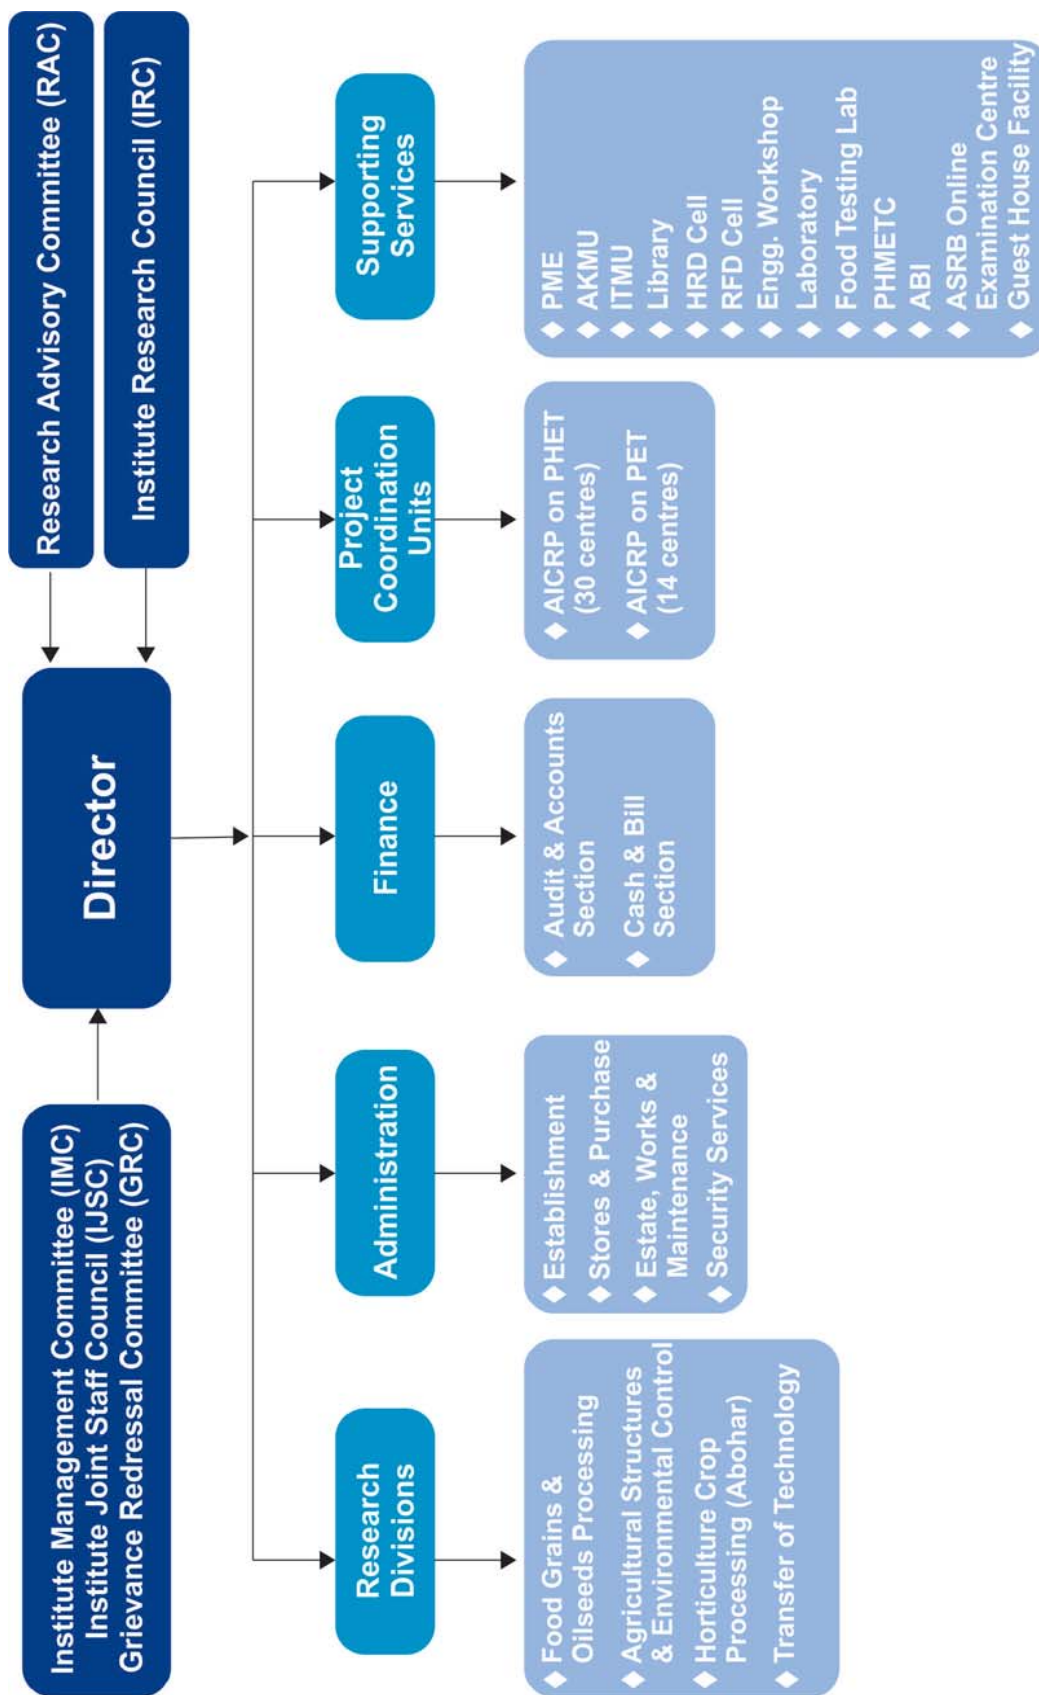 Institute Management Committee (IMC)
Institute Joint Staff Council (IJSC)
Grievance Redressal Committee (GRC)
Director
Research Advisory Committee (RAC)
Institute Research Council (IRC)
Research
Divisions
Administration
Finance
Project
Coordination
Units
Supporting
Services
◆ Food Grains &
Oilseeds Processing
◆ Agricultural Structures
& Environmental Control
◆ Horticulture Crop
Processing (Abohar)
◆ Transfer of Technology
◆ Establishment
◆ Stores & Purchase
◆ Estate, Works &
Maintenance
◆ Security Services
◆ Audit & Accounts
Section
◆ Cash & Bill
Section
◆ AICRP on PHET
(30 centres)
◆ AICRP on PET
(14 centres)
◆ PME
◆ AKMU
◆ ITMU
◆ Library
◆ HRD Cell
◆ RFD Cell
◆ Engg. Workshop
◆ Laboratory
◆ Food Testing Lab
◆ PHMETC
◆ ABI
◆ ASRB Online
Examination Centre
◆ Guest House Facility